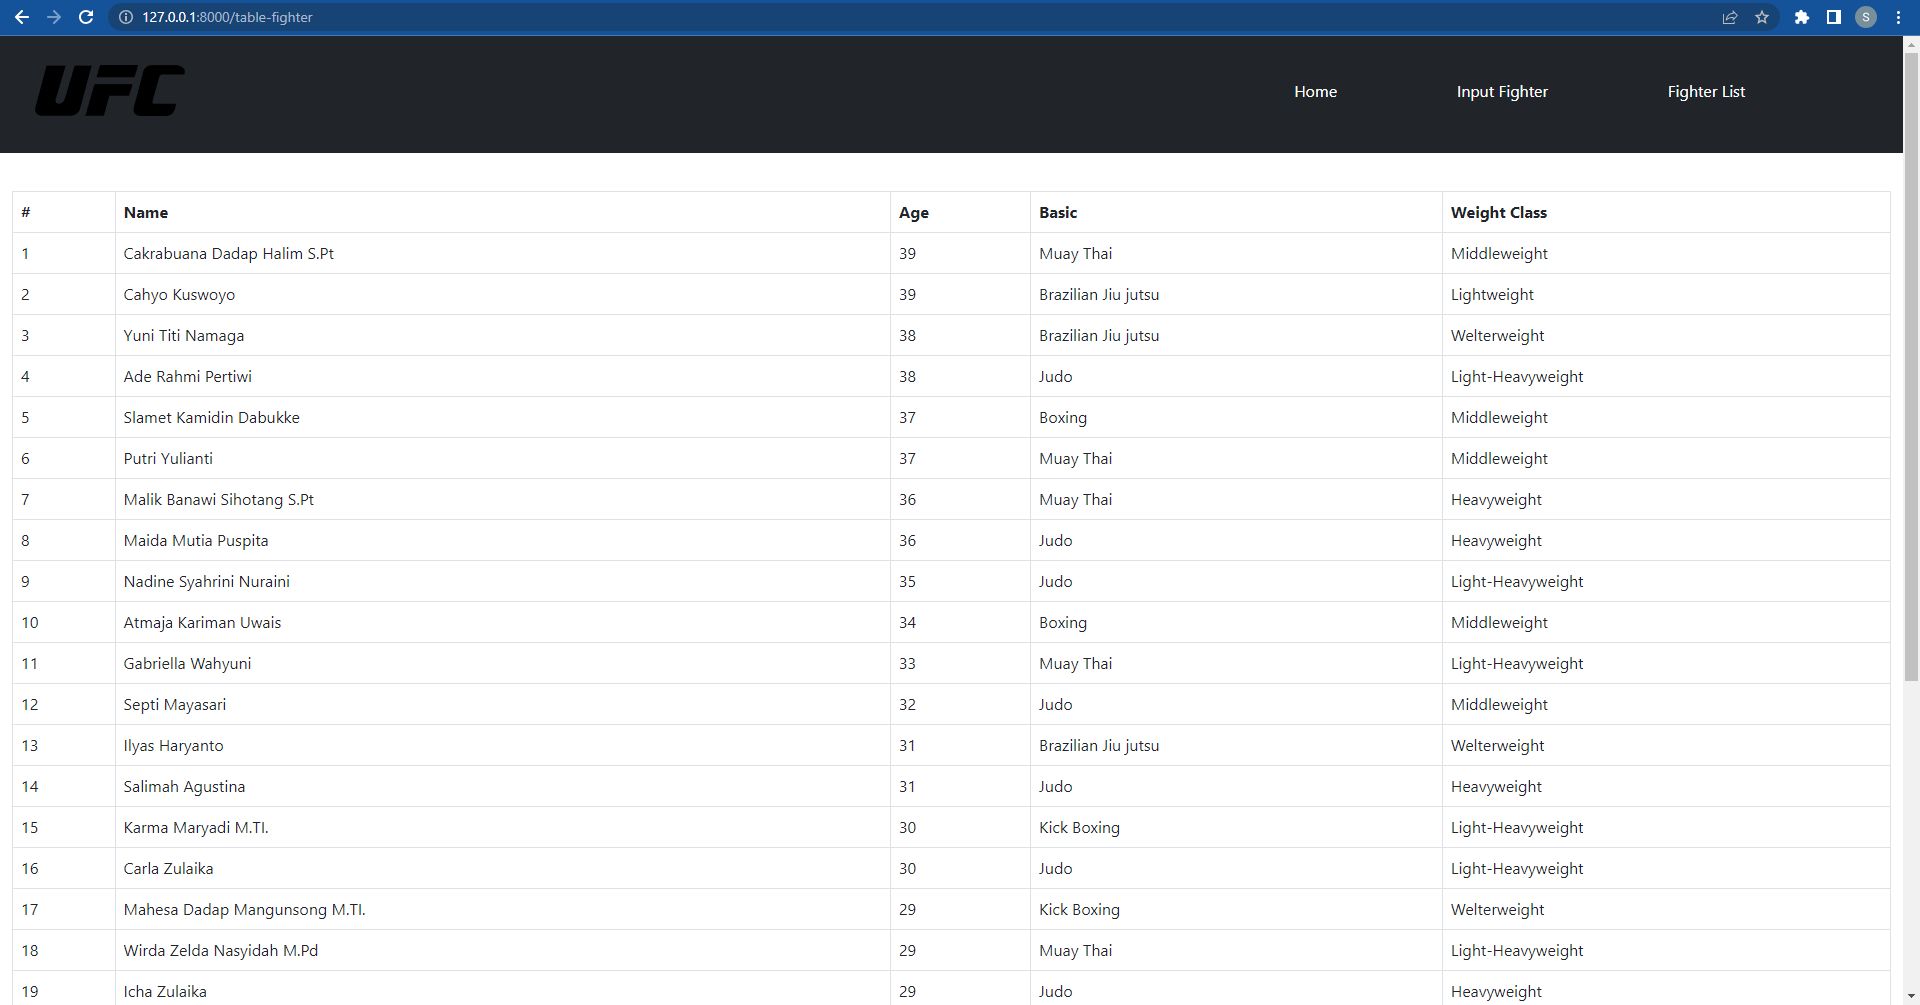 127.0.0.1:8000/table-fighter
S
UFC
Home Input Fighter Fighter List
# Name Age Basic Weight Class
1 Cakrabuana Dadap Halim S.Pt 39 Muay Thai Middleweight
2 Cahyo Kuswoyo 39 Brazilian Jiu jutsu Lightweight
3 Yuni Titi Namaga 38 Brazilian Jiu jutsu Welterweight
4 Ade Rahmi Pertiwi 38 Judo Light-Heavyweight
5 Slamet Kamidin Dabukke 37 Boxing Middleweight
6 Putri Yulianti 37 Muay Thai Middleweight
7 Malik Banawi Sihotang S.Pt 36 Muay Thai Heavyweight
8 Maida Mutia Puspita 36 Judo Heavyweight
9 Nadine Syahrini Nuraini 35 Judo Light-Heavyweight
10 Atmaja Kariman Uwais 34 Boxing Middleweight
11 Gabriella Wahyuni 33 Muay Thai Light-Heavyweight
12 Septi Mayasari 32 Judo Middleweight
13 Ilyas Haryanto 31 Brazilian Jiu jutsu Welterweight
14 Salimah Agustina 31 Judo Heavyweight
15 Karma Maryadi M.TI. 30 Kick Boxing Light-Heavyweight
16 Carla Zulaika 30 Judo Light-Heavyweight
17 Mahesa Dadap Mangunsong M.TI. 29 Kick Boxing Welterweight
18 Wirda Zelda Nasyidah M.Pd 29 Muay Thai Light-Heavyweight
19 Icha Zulaika 29 Judo Heavyweight